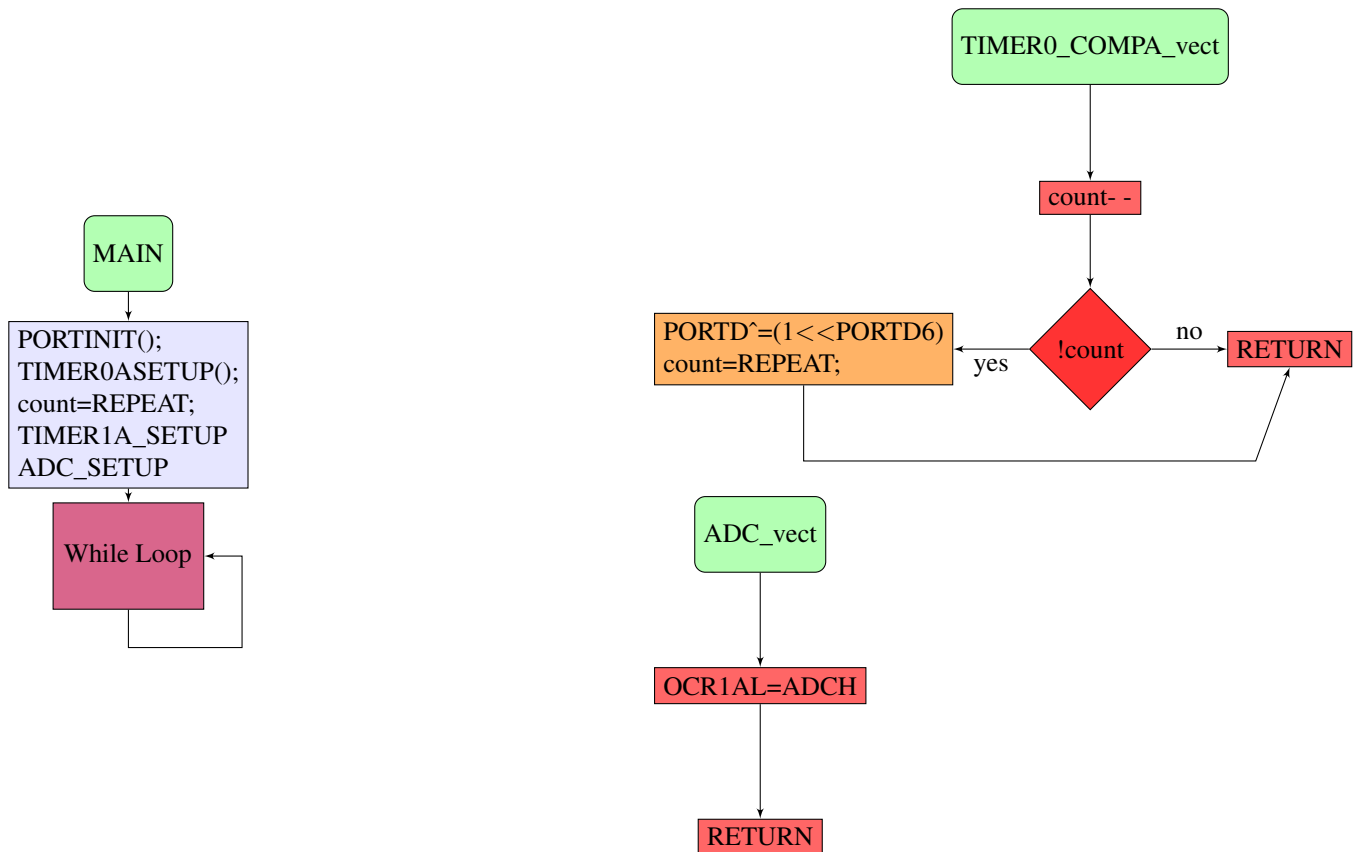 MAIN
PORTINIT();
TIMER0ASETUP();
count=REPEAT;
TIMER1A_SETUP
ADC_SETUP
While Loop
TIMER0_COMPA_vect
count- -
!count
yes
no
PORTDˆ=(1<<PORTD6)
count=REPEAT;
RETURN
ADC_vect
OCR1AL=ADCH
RETURN